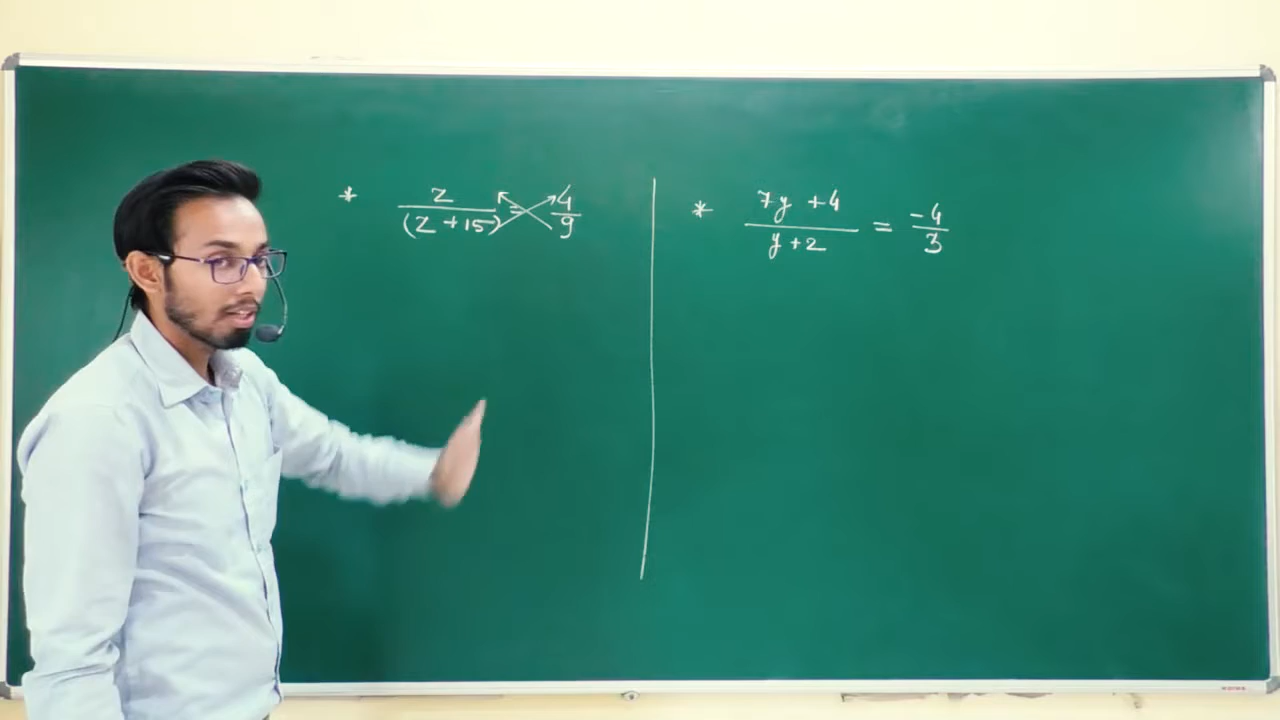 * z/(z+15) = 4/9
* 7y+4/y+2 = -4/3